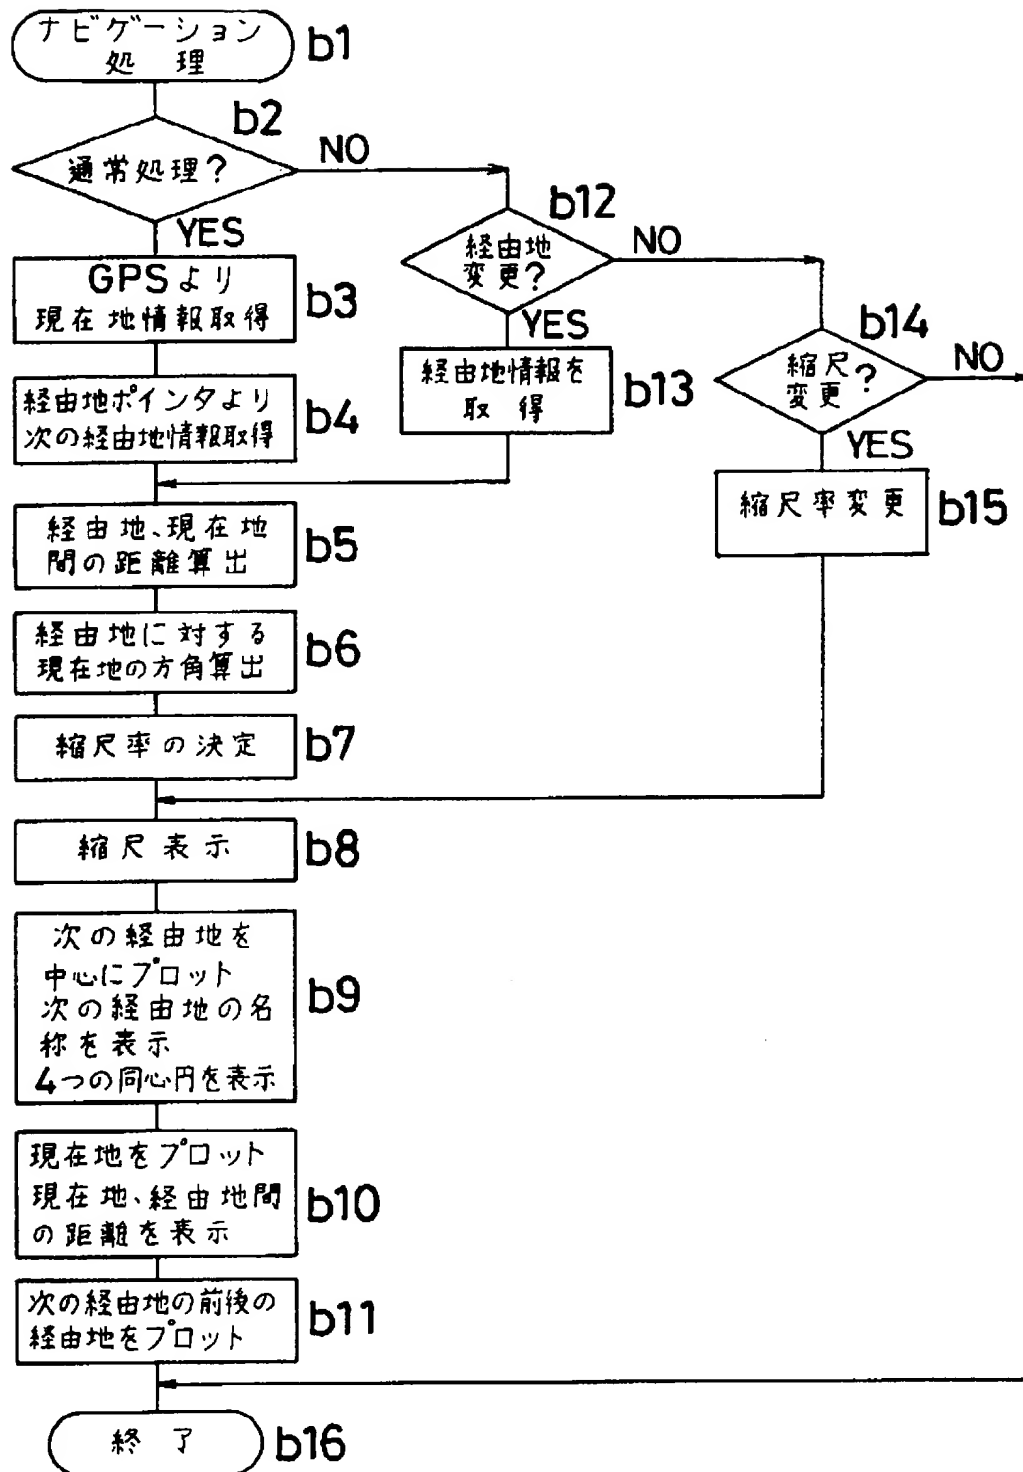 ナビゲーション
処理
b1
b2
通常処理?
NO
YES
GPSより
現在地情報取得
b3
経由地ポインタより
次の経由地情報取得
b4
経由地、現在地
間の距離算出
b5
経由地に対する
現在地の方角算出
b6
縮尺率の決定
b7
縮尺表示
b8
次の経由地を
中心にプロット
次の経由地の名
称を表示
4つの同心円を表示
b9
現在地をプロット
現在地、経由地間
の距離を表示
b10
次の経由地の前後の
経由地をプロット
b11
終了
b16
b12
経由地
変更?
NO
YES
経由地情報を
取得
b13
b14
縮尺
変更?
NO
YES
縮尺率変更
b15